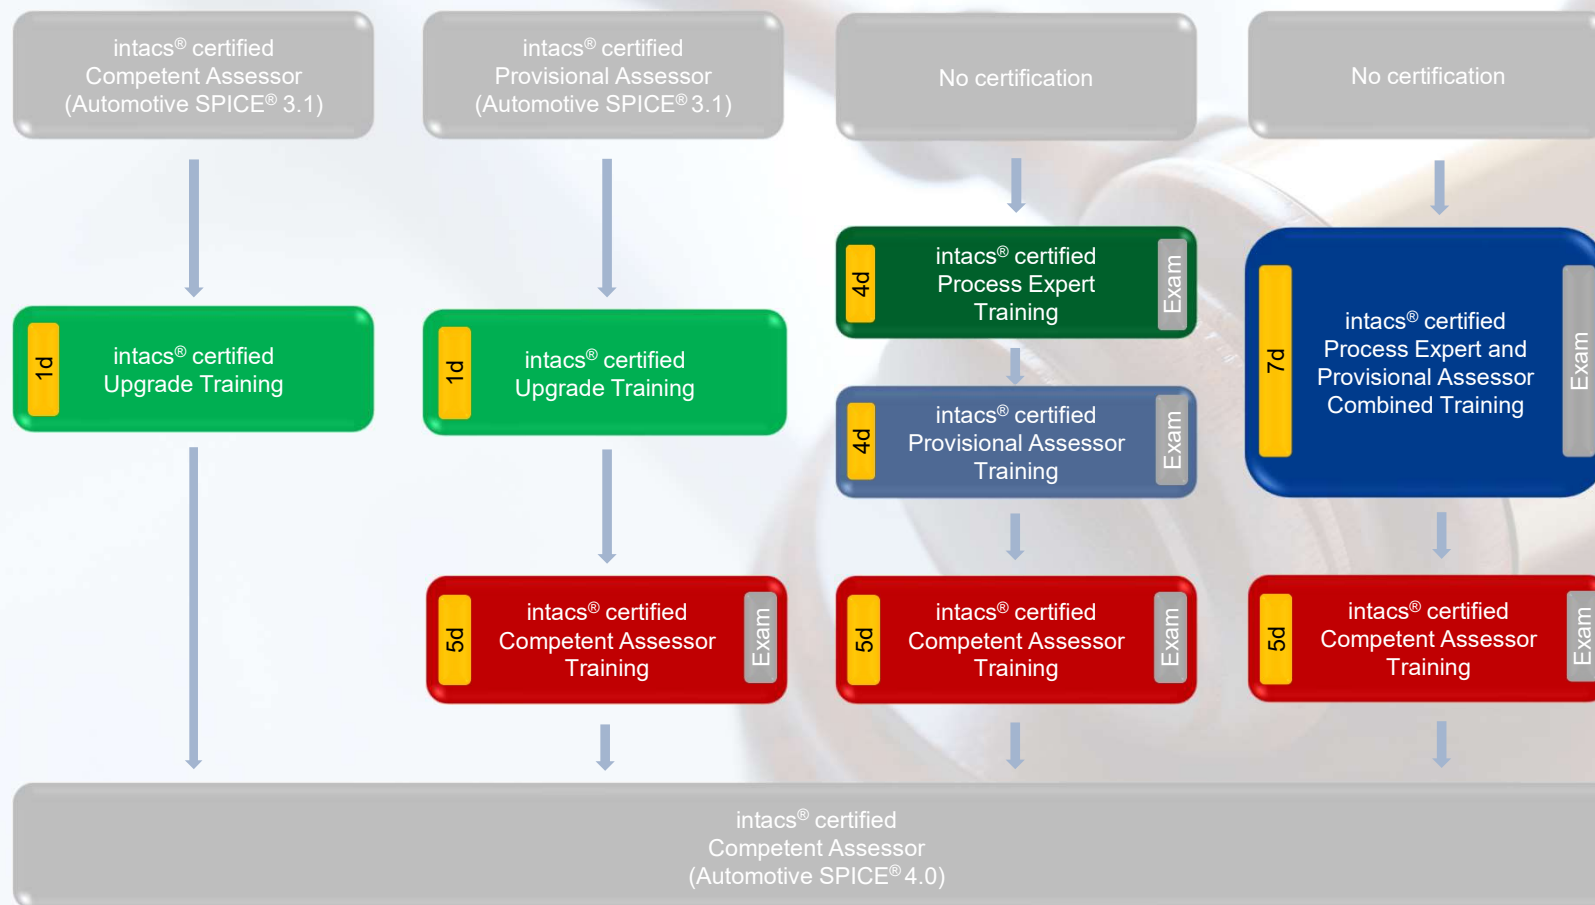 intacs® certified
Competent Assessor
(Automotive SPICE® 3.1)
intacs® certified
Provisional Assessor
(Automotive SPICE® 3.1)
No certification
No certification
4d
intacs® certified
Process Expert
Training
Exam
7d
intacs® certified
Process Expert and
Provisional Assessor
Combined Training
Exam
1d
intacs® certified
Upgrade Training
1d
intacs® certified
Upgrade Training
4d
intacs® certified
Provisional Assessor
Training
Exam
5d
intacs® certified
Competent Assessor
Training
Exam
5d
intacs® certified
Competent Assessor
Training
Exam
5d
intacs® certified
Competent Assessor
Training
Exam
intacs® certified
Competent Assessor
(Automotive SPICE® 4.0)